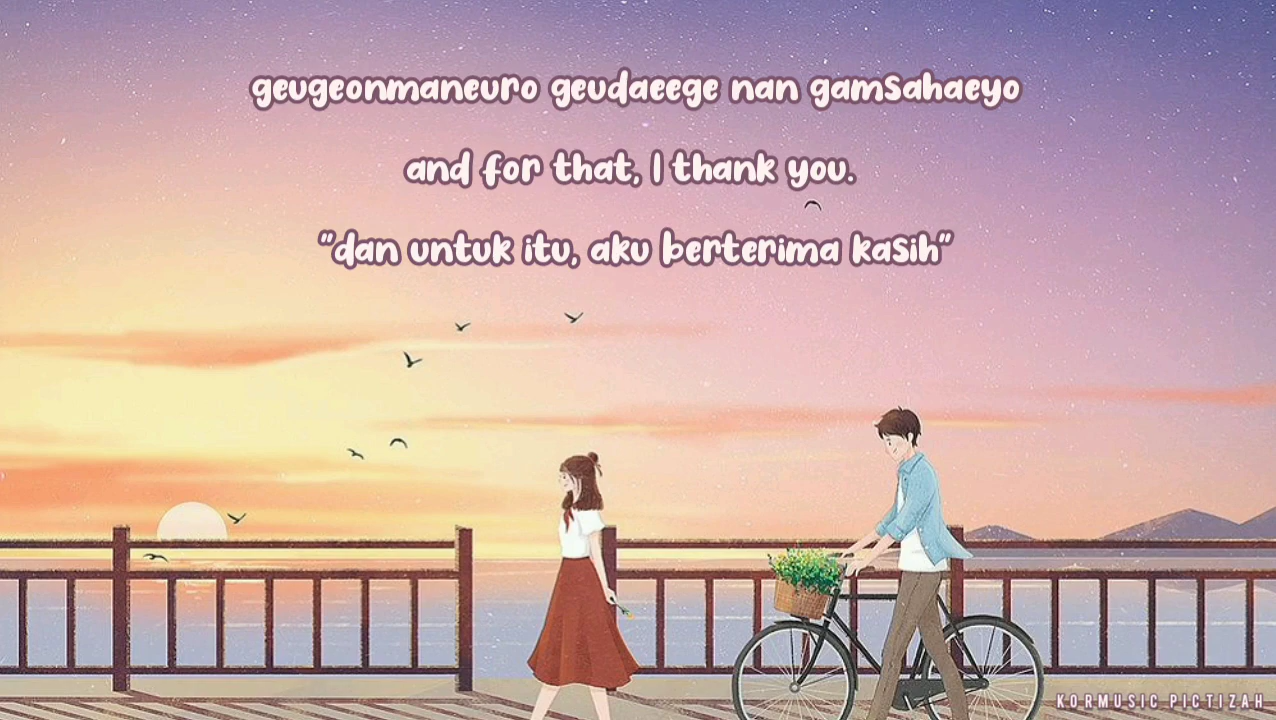 geugeonmaneuro geudaeege nan gamsahaeyo
and for that, I thank you.
"dan untuk itu, aku berterima kasih"
KORMUSIC PICTIZAH